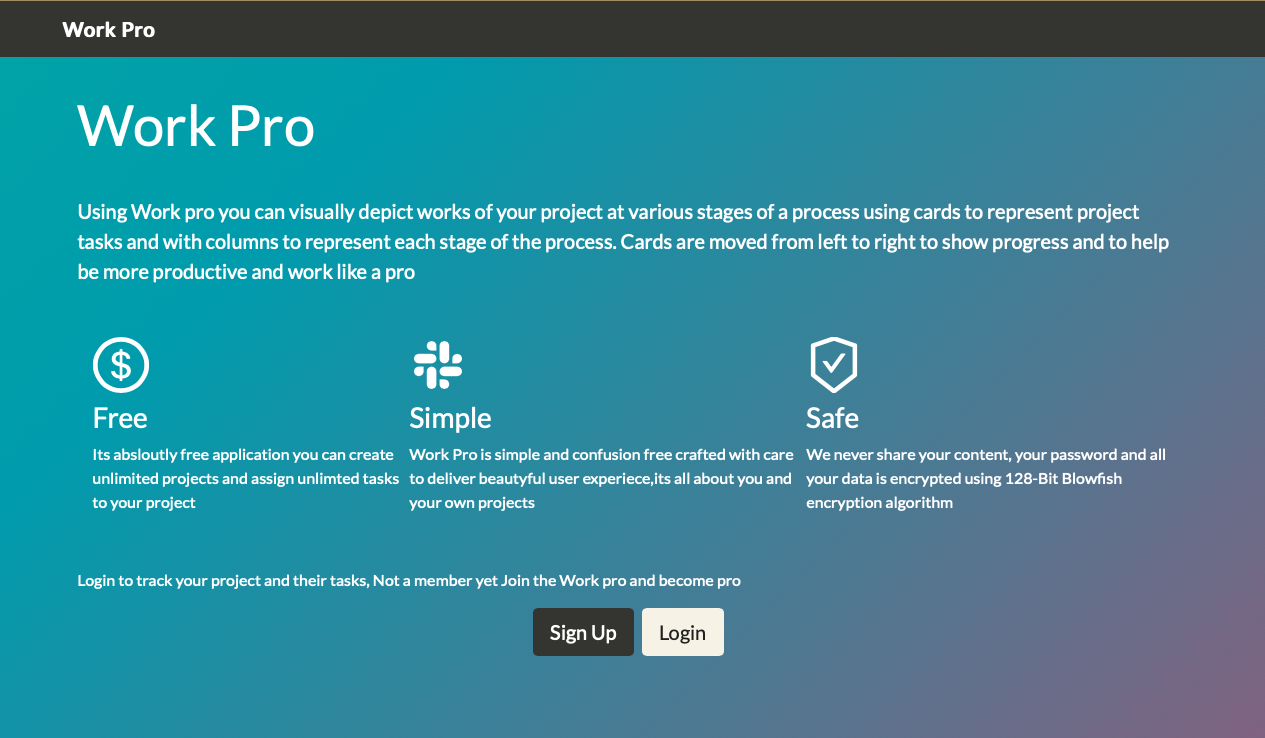 Work Pro
Work Pro
Using Work pro you can visually depict works of your project at various stages of a process using cards to represent project
tasks and with columns to represent each stage of the process. Cards are moved from left to right to show progress and to help
be more productive and work like a pro
Free
Its absloutly free application you can create
unlimited projects and assign unlimted tasks
to your project
Simple
Work Pro is simple and confusion free crafted with care
to deliver beautyful user experiece,its all about you and
your own projects
Safe
We never share your content, your password and all
your data is encrypted using 128-Bit Blowfish
encryption algorithm
Login to track your project and their tasks, Not a member yet Join the Work pro and become pro
Sign Up
Login